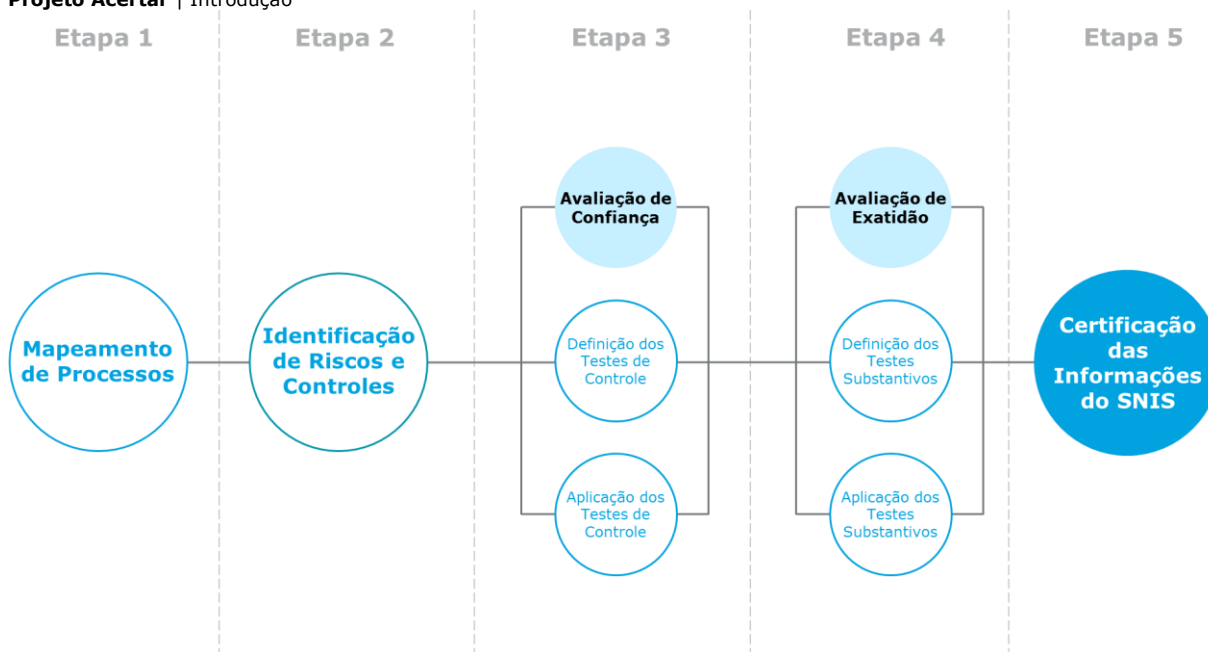 Projeto Acertar | Introdução
Etapa 1
Etapa 2
Etapa 3
Etapa 4
Etapa 5
Mapeamento
de Processos
Identificação
de Riscos e
Controles
Avaliação de
Confiança
Definição dos
Testes de
Controle
Aplicação dos
Testes de
Controle
Avaliação de
Exatidão
Definição dos
Testes
Substantivos
Aplicação dos
Testes
Substantivos
Certificação
das
Informações
do SNIS